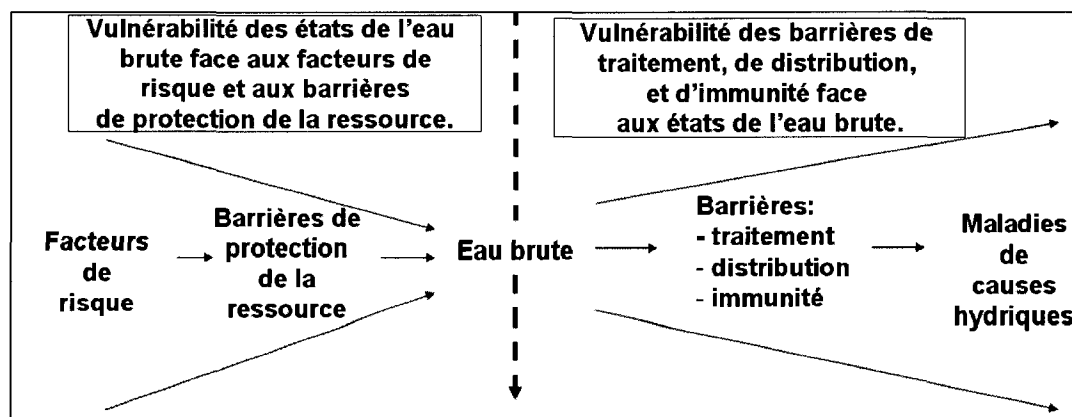 Vulnérabilité des états de l'eau
brute face aux facteurs de
risque et aux barrières
de protection de la ressource.
Vulnérabilité des barrières de
traitement, de distribution,
et d'immunité face
aux états de l'eau brute.
Facteurs
de
risque
Barrières de
protection
de la
ressource
Eau brute
Barrières:
- traitement
- distribution
- immunité
Maladies
de
causes
hydriques